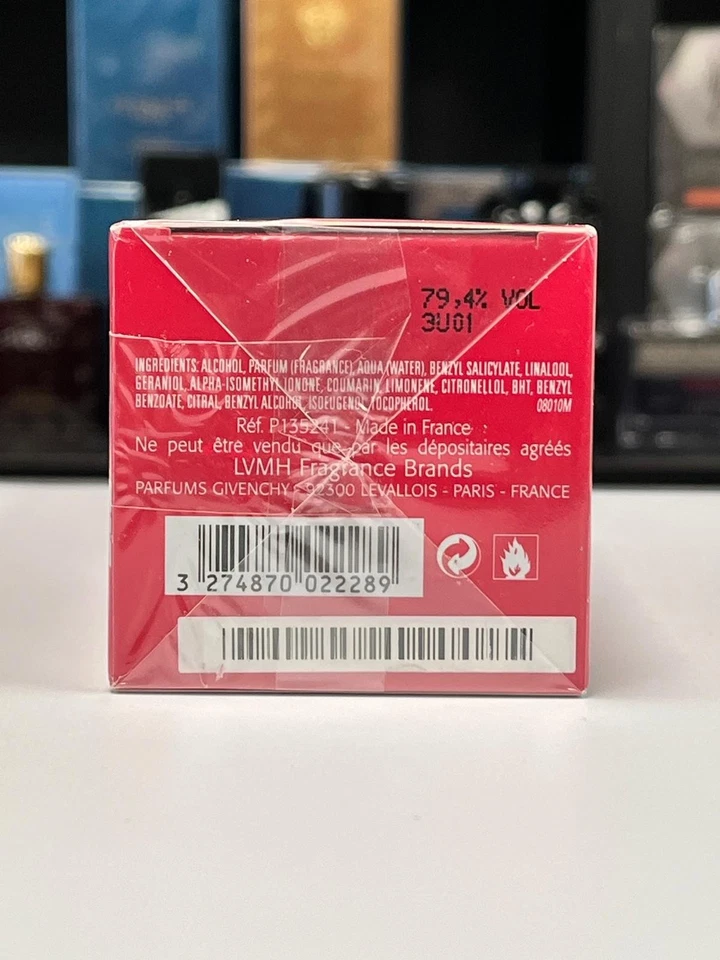 79,4% VOL
3U01
INGREDIENTS: ALCOHOL, PARFUM (FRAGRANCE), AQUA (WATER), BENZYL SALICYLATE, LINALOOL,
GERANIOL, ALPHA-ISOMETHYL IONONE, COUMARIN, LIMONENE, CITRONELLOL, BHT, BENZYL
BENZOATE, CITRAL, BENZYL ALCOHOL, ISOEUGENOL, TOCOPHEROL.
08010M
Réf. P135241 - Made in France
Ne peut être vendu que par les dépositaires agréés
LVMH Fragrance Brands
PARFUMS GIVENCHY - 92300 LEVALLOIS - PARIS - FRANCE
3 274870 022289